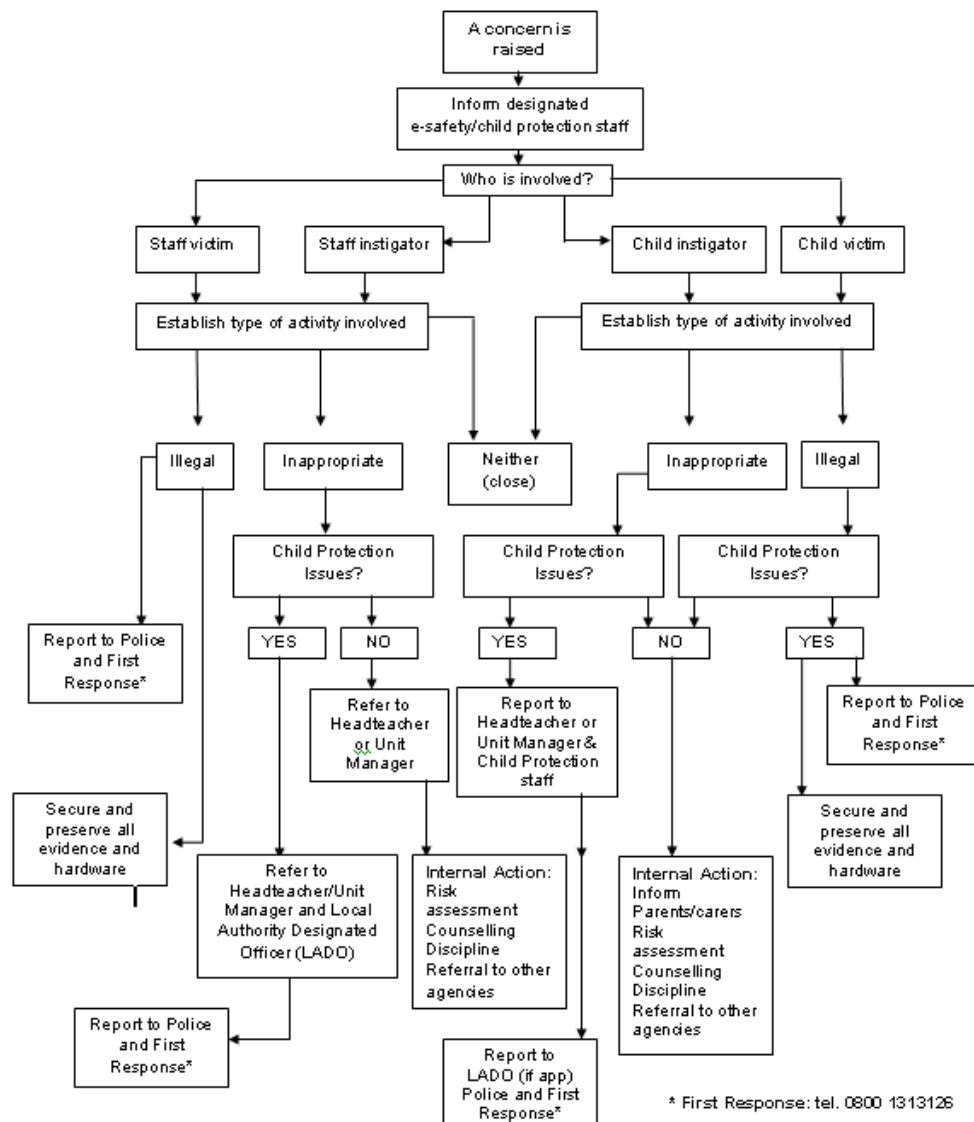 A concern is
raised
Inform designated
e-safety/child protection staff
Who is involved?
Staff victim
Staff instigator
Child instigator
Child victim
Establish type of activity involved
Establish type of activity involved
Illegal
Inappropriate
Neither
(close)
Inappropriate
Illegal
Child Protection
Issues?
Child Protection
Issues?
Child Protection
Issues?
YES
NO
YES
NO
YES
Report to Police
and First
Response*
Refer to
Headteacher
or Unit
Manager
Report to
Headteacher or
Unit Manager &
Child Protection
staff
Report to Police
and First
Response*
Secure and
preserve all
evidence and
hardware
Secure and
preserve all
evidence and
hardware
Refer to
Headteacher/Unit
Manager and Local
Authority Designated
Officer (LADO)
Internal Action:
Risk
assessment
Counselling
Discipline
Referral to other
agencies
Internal Action:
Inform
Parents/carers
Risk
assessment
Counselling
Discipline
Referral to other
agencies
Report to Police
and First
Response*
Report to
LADO (if app)
Police and First
Response*
* First Response: tel. 0800 1313126